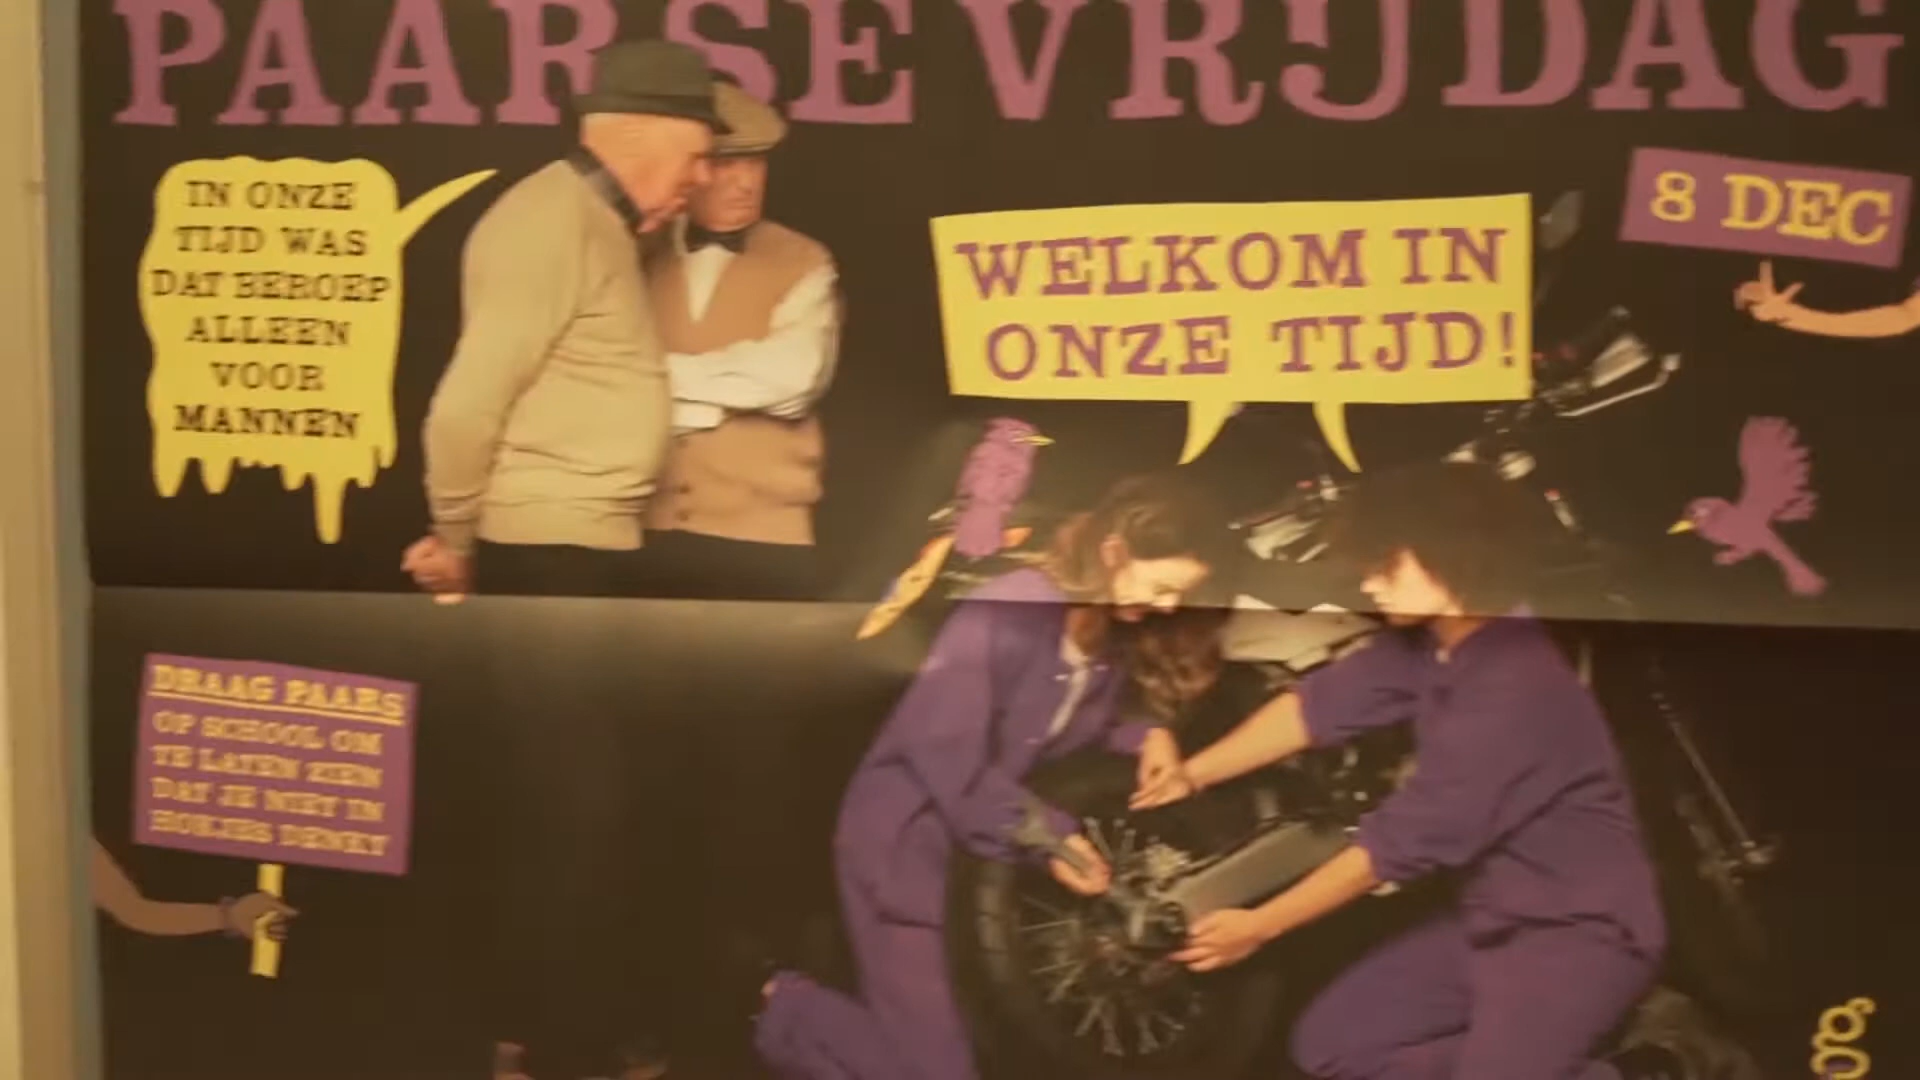 PAARSE VRIJDAG
8 DEC
IN ONZE
TIJD WAS
DAT BEROEP
ALLEEN
VOOR
MANNEN
WELKOM IN
ONZE TIJD!
DRAAG PAARS
OP SCHOOL OM
TE LATEN ZIEN
DAT JE NIET IN
HOKJES DENKT